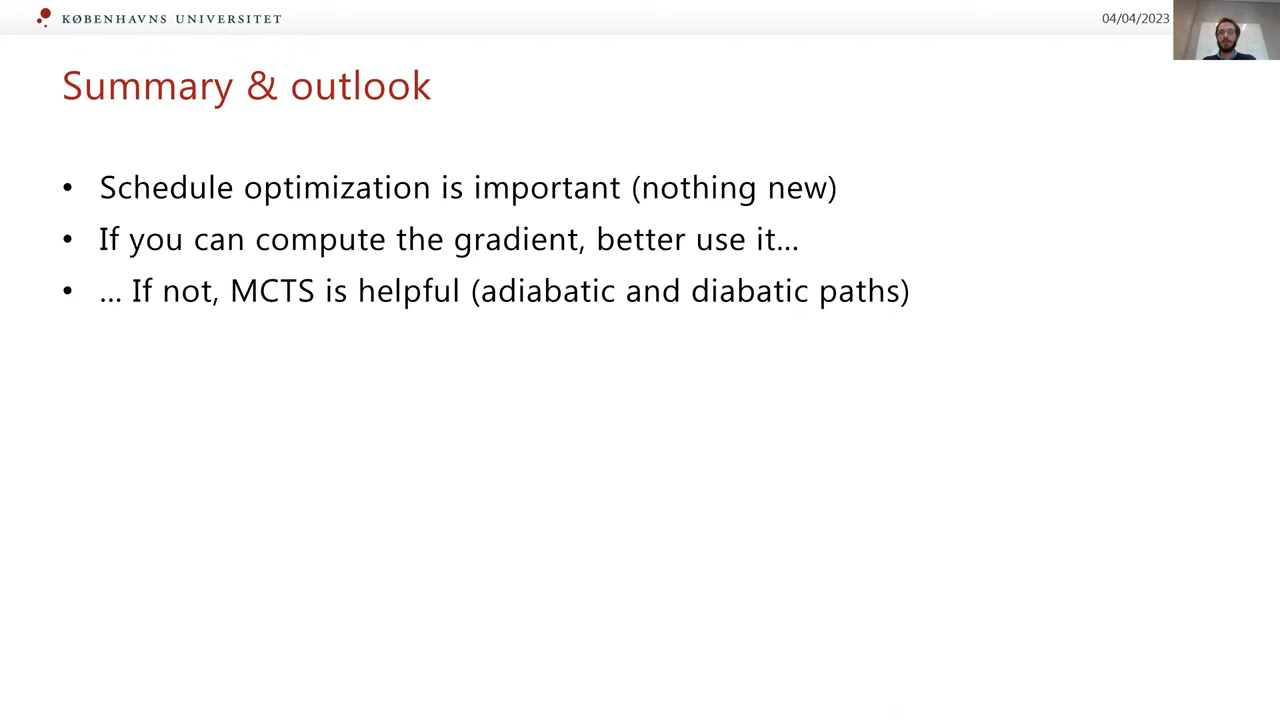 KØBENHAVNS UNIVERSITET
04/04/2023
Summary & outlook
• Schedule optimization is important (nothing new)
• If you can compute the gradient, better use it…
• … If not, MCTS is helpful (adiabatic and diabatic paths)